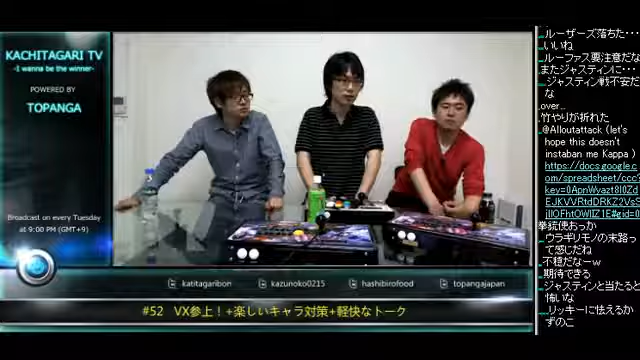 KACHITAGARI TV
-I wanna be the winner-
POWERED BY
TOPANGA
Broadcast on every Tuesday
at 9:00 PM (GMT+9)
katitagaribon
kazunoko0215
hashibirofood
topangajapan
#52 VX参上！+楽しいキャラ対策+軽快なトーク
ルーザーズ落ちた・・・
いいね
ルーファス要注意だな
またジャスティンに・・・
ジャスティン戦不安だ
な
over...
竹やりが折れた
@Alloutattack (let's
hope this doesn't
instaban me Kappa )
https://docs.google.c
om/spreadsheet/ccc?
key=0ApnWvazt8I0Zd
EJKVVRtdDRKZ2VsS
jlIOFhtOWlIZ1E#gid=0
拳統使おっか
ウラギリモノの末路っ
て感じだね
不穏だなーｗ
期待できる
ジャスティンと当たると
怖いな
リッキーに怯えるか
ずのこ